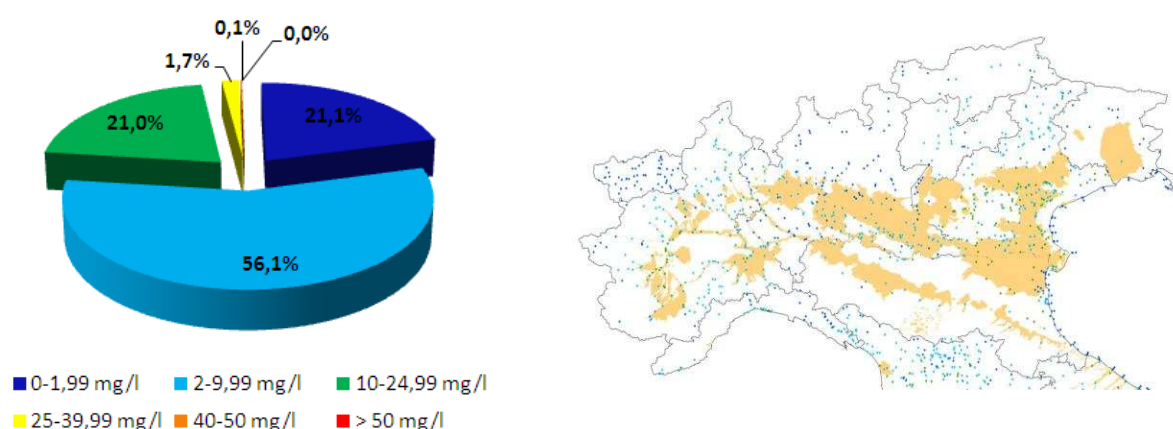 0,1%
0,0%
1,7%
21,0%
21,1%
56,1%
0-1,99 mg/l
2-9,99 mg/l
10-24,99 mg/l
25-39,99 mg/l
40-50 mg/l
> 50 mg/l